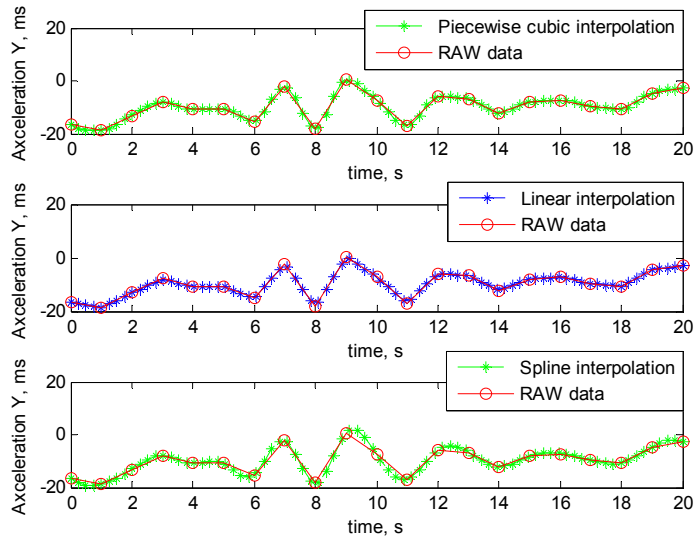 20
0
-20
Axceleration Y, ms
Piecewise cubic interpolation
RAW data
0 2 4 6 8 10 12 14 16 18 20
time, s
20
0
-20
Axceleration Y, ms
Linear interpolation
RAW data
0 2 4 6 8 10 12 14 16 18 20
time, s
20
0
-20
Axceleration Y, ms
Spline interpolation
RAW data
0 2 4 6 8 10 12 14 16 18 20
time, s